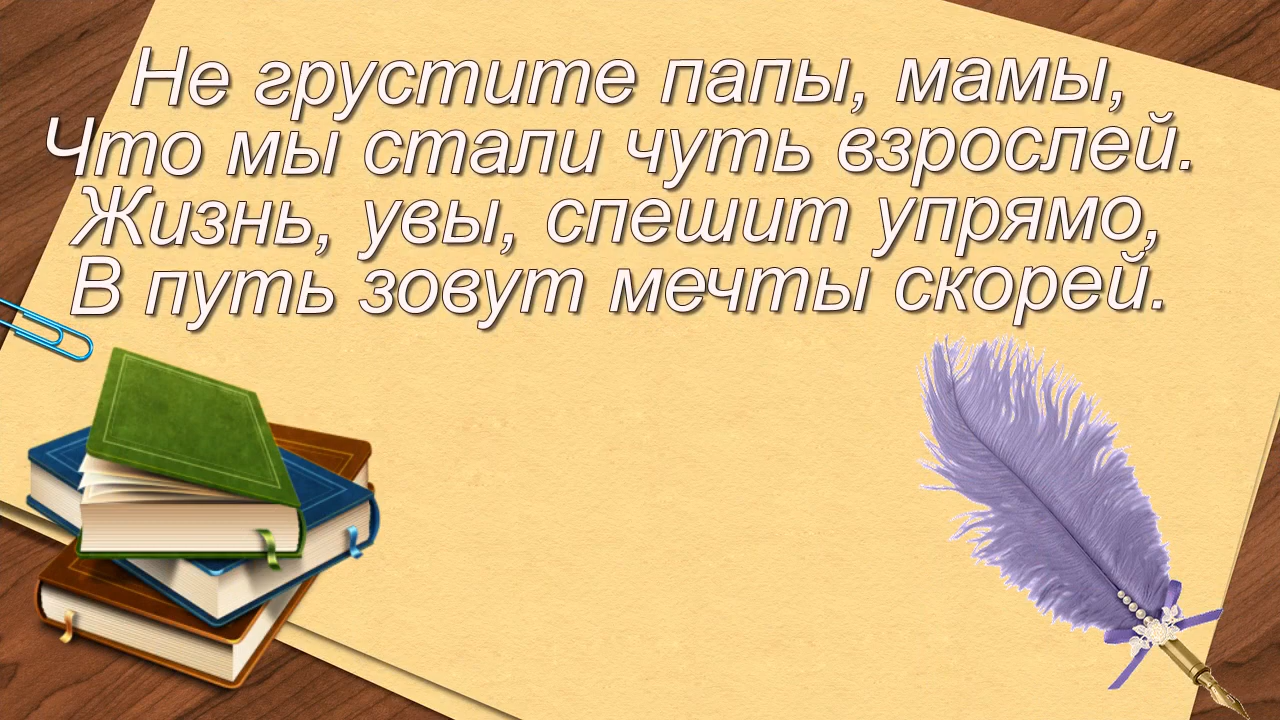 Не грустите папы, мамы,
Что мы стали чуть взрослей.
Жизнь, увы, спешит упрямо,
В путь зовут мечты скорей.